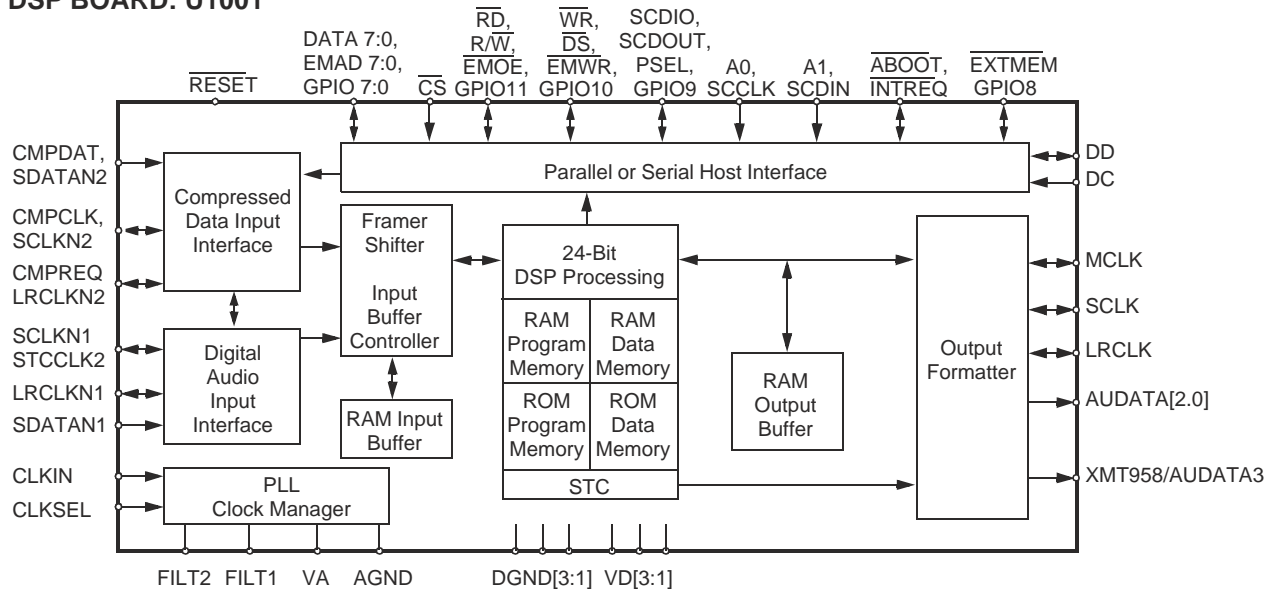 DSP BOARD: U1001
RESET
DATA 7:0,
EMAD 7:0,
GPIO 7:0
CS
RD,
R/W,
EMOE,
GPIO11
WR,
DS,
EMWR,
GPIO10
SCDIO,
SCDOUT,
PSEL,
GPIO9
A0,
SCCLK
A1,
SCDIN
ABOOT,
INTREQ
EXTMEM
GPIO8
CMPDAT,
SDATAN2
CMPCLK,
SCLKN2
CMPREQ
LRCLKN2
SCLKN1
STCCLK2
LRCLKN1
SDATAN1
CLKIN
CLKSEL
Compressed
Data Input
Interface
Digital
Audio
Input
Interface
PLL
Clock Manager
Parallel or Serial Host Interface
Framer
Shifter
Input
Buffer
Controller
RAM Input
Buffer
24-Bit
DSP Processing
RAM
Program
Memory
RAM
Data
Memory
ROM
Program
Memory
ROM
Data
Memory
STC
RAM
Output
Buffer
Output
Formatter
DD
DC
MCLK
SCLK
LRCLK
AUDATA[2.0]
XMT958/AUDATA3
FILT2
FILT1
VA
AGND
DGND[3:1]
VD[3:1]